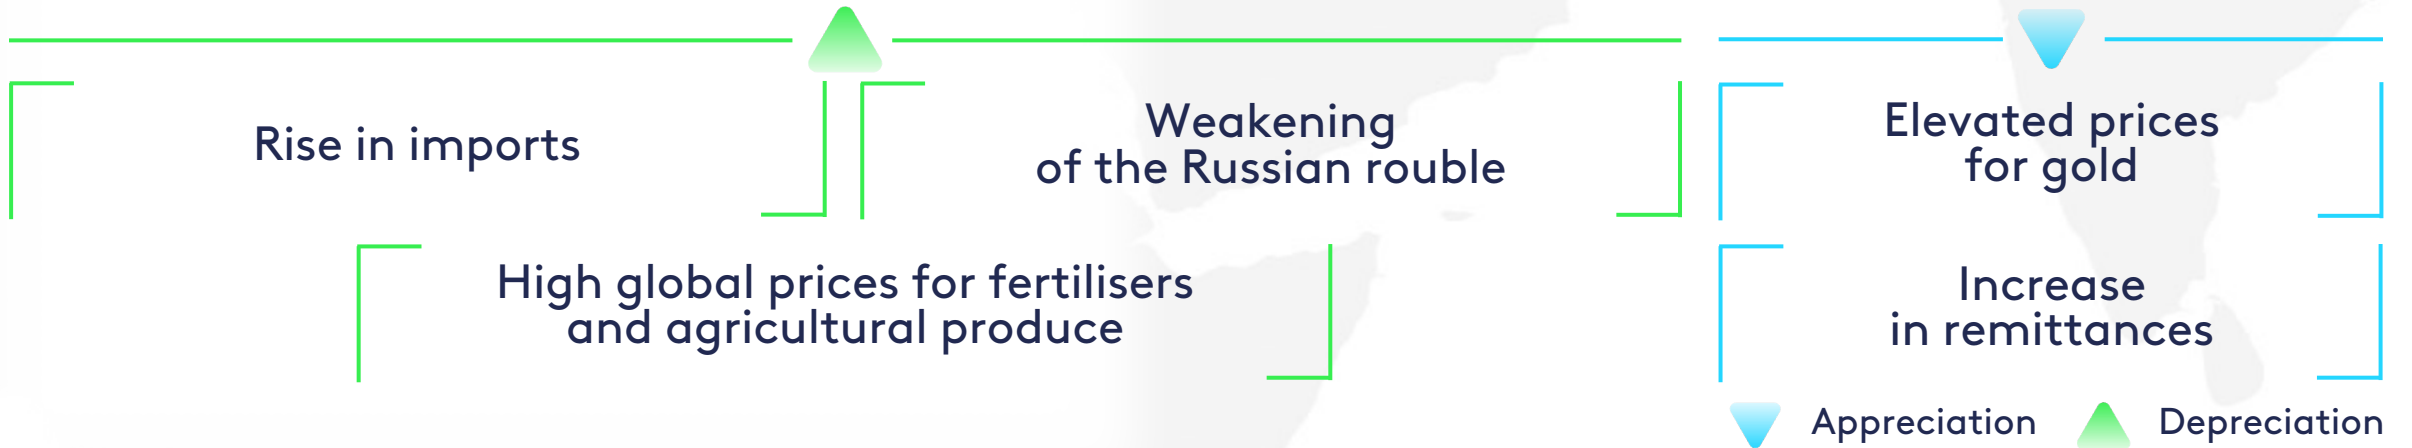 Rise in imports
Weakening
of the Russian rouble
Elevated prices
for gold
High global prices for fertilisers
and agricultural produce
Increase
in remittances
Appreciation
Depreciation